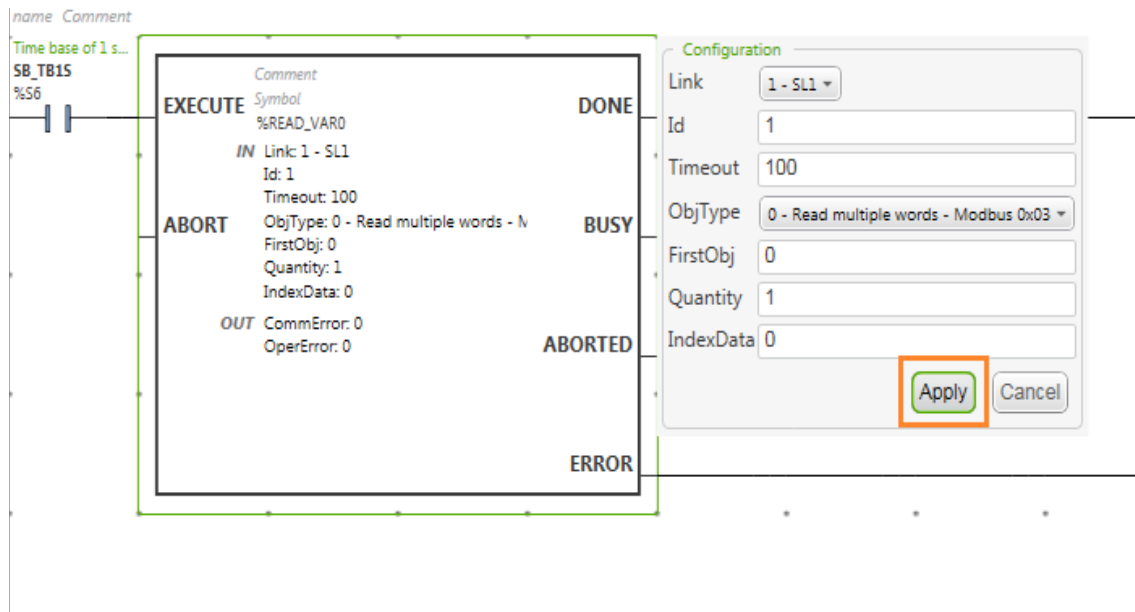 name Comment
Time base of 1 s...
SB_TB1S
%S6
EXECUTE
Comment
Symbol
%READ_VAR0
DONE
IN Link: 1 - SL1
Id: 1
Timeout: 100
ABORT
ObjType: 0 - Read multiple words - M
BUSY
FirstObj: 0
Quantity: 1
IndexData: 0
OUT CommError: 0
OperError: 0
ABORTED
ERROR
Configuration
Link 1 - SL1
Id 1
Timeout 100
ObjType 0 - Read multiple words - Modbus 0x03
FirstObj 0
Quantity 1
IndexData 0
Apply Cancel